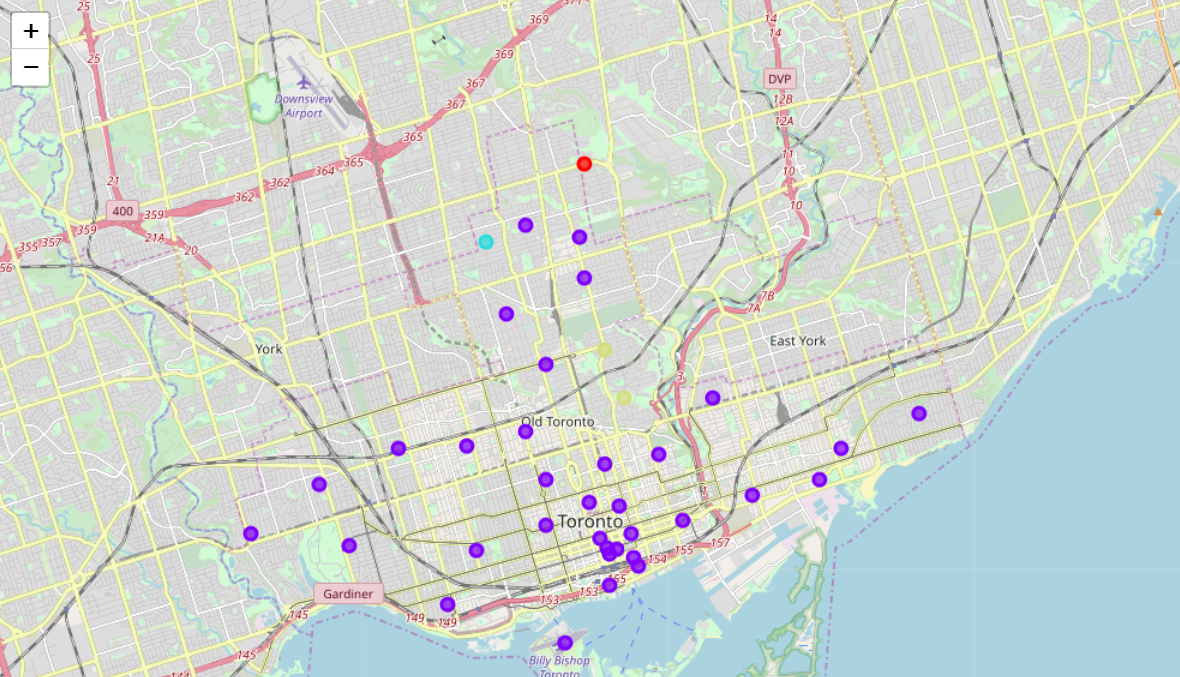 +
−
25
25
369
369
14
14
DVP
367
367
12B
12A
Downsview
Airport
365
365
364
362
362
21
11
10
400
359
10
359
355
357
21A
20
56
7B
7A
York
East York
3
Old Toronto
1
Toronto
157
155
154
155
153
153
Gardiner
149
149
145
145
144
Billy Bishop
Toronto